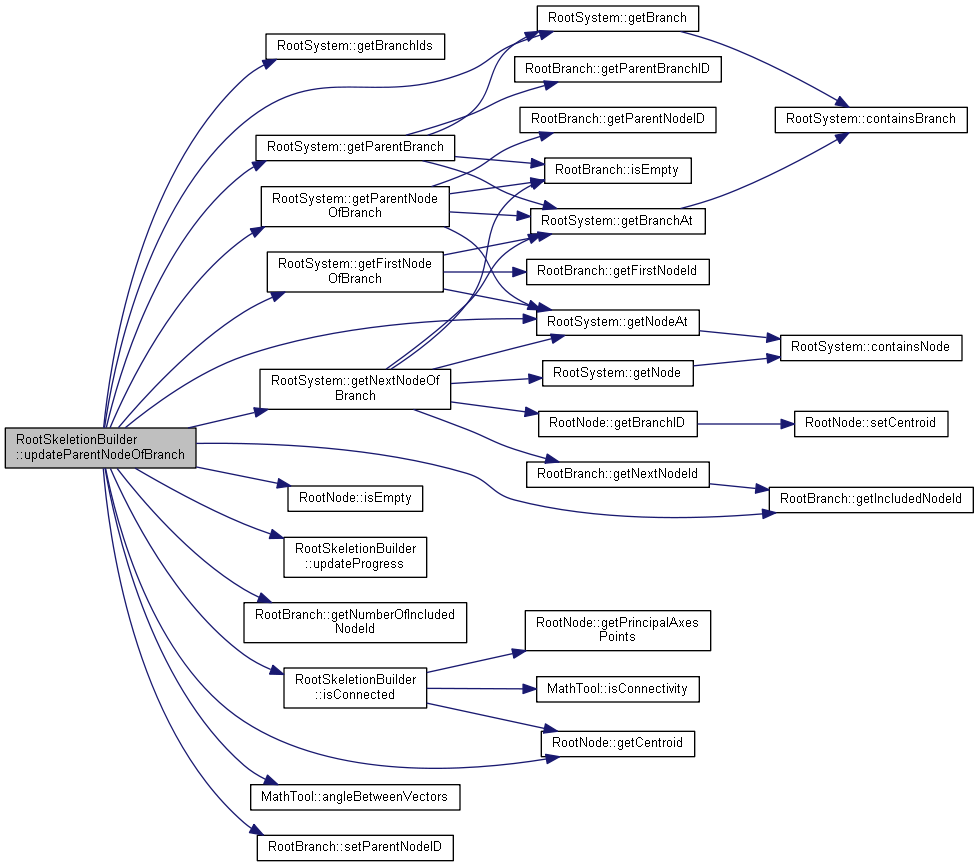 RootSkeletionBuilder
::updateParentNodeOfBranch
RootSystem::getBranchIds
RootSystem::getParentBranch
RootSystem::getParentNode
OfBranch
RootSystem::getFirstNode
OfBranch
RootSystem::getNextNodeOf
Branch
RootNode::isEmpty
RootSkeletionBuilder
::updateProgress
RootBranch::getNumberOfIncluded
NodeId
RootSkeletionBuilder
::isConnected
MathTool::angleBetweenVectors
RootBranch::setParentNodeID
RootSystem::getBranch
RootBranch::getParentBranchID
RootBranch::getParentNodeID
RootBranch::isEmpty
RootSystem::getBranchAt
RootBranch::getFirstNodeId
RootSystem::getNodeAt
RootSystem::getNode
RootNode::getBranchID
RootBranch::getNextNodeId
RootNode::getPrincipalAxes
Points
MathTool::isConnectivity
RootNode::getCentroid
RootSystem::containsBranch
RootSystem::containsNode
RootNode::setCentroid
RootBranch::getIncludedNodeId